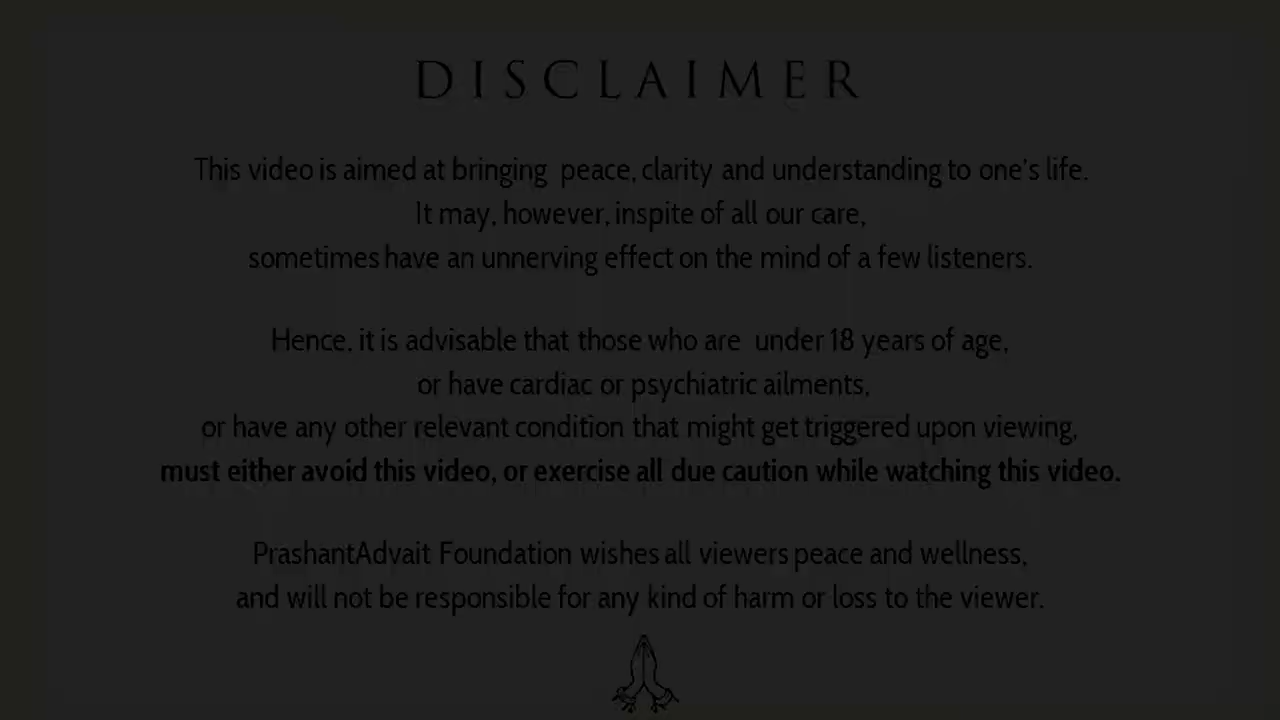 DISCLAIMER
This video is aimed at bringing peace, clarity and understanding to one's life.
It may, however, inspite of all our care,
sometimes have an unnerving effect on the mind of a few listeners.
Hence, it is advisable that those who are under 18 years of age,
or have cardiac or psychiatric ailments,
or have any other relevant condition that might get triggered upon viewing,
must either avoid this video, or exercise all due caution while watching this video.
PrashantAdvait Foundation wishes all viewers peace and wellness,
and will not be responsible for any kind of harm or loss to the viewer.